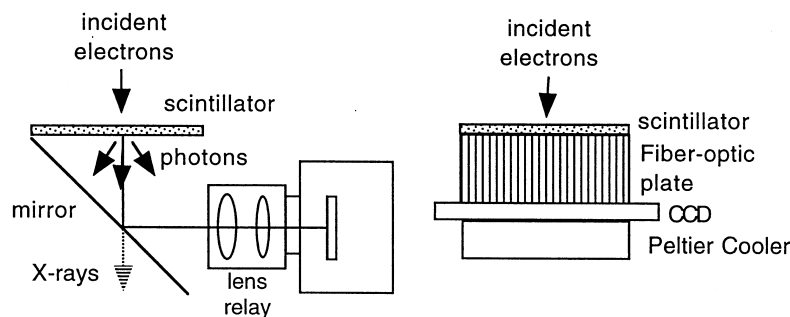 incident
electrons
scintillator
photons
mirror
X-rays
lens
relay
incident
electrons
scintillator
Fiber-optic
plate
CCD
Peltier Cooler